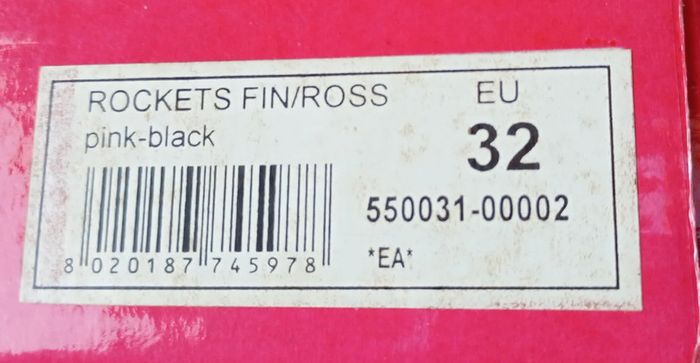 ROCKETS FIN/ROSS
pink-black
EU
32
550031-00002
*EA*
8 020187 745978